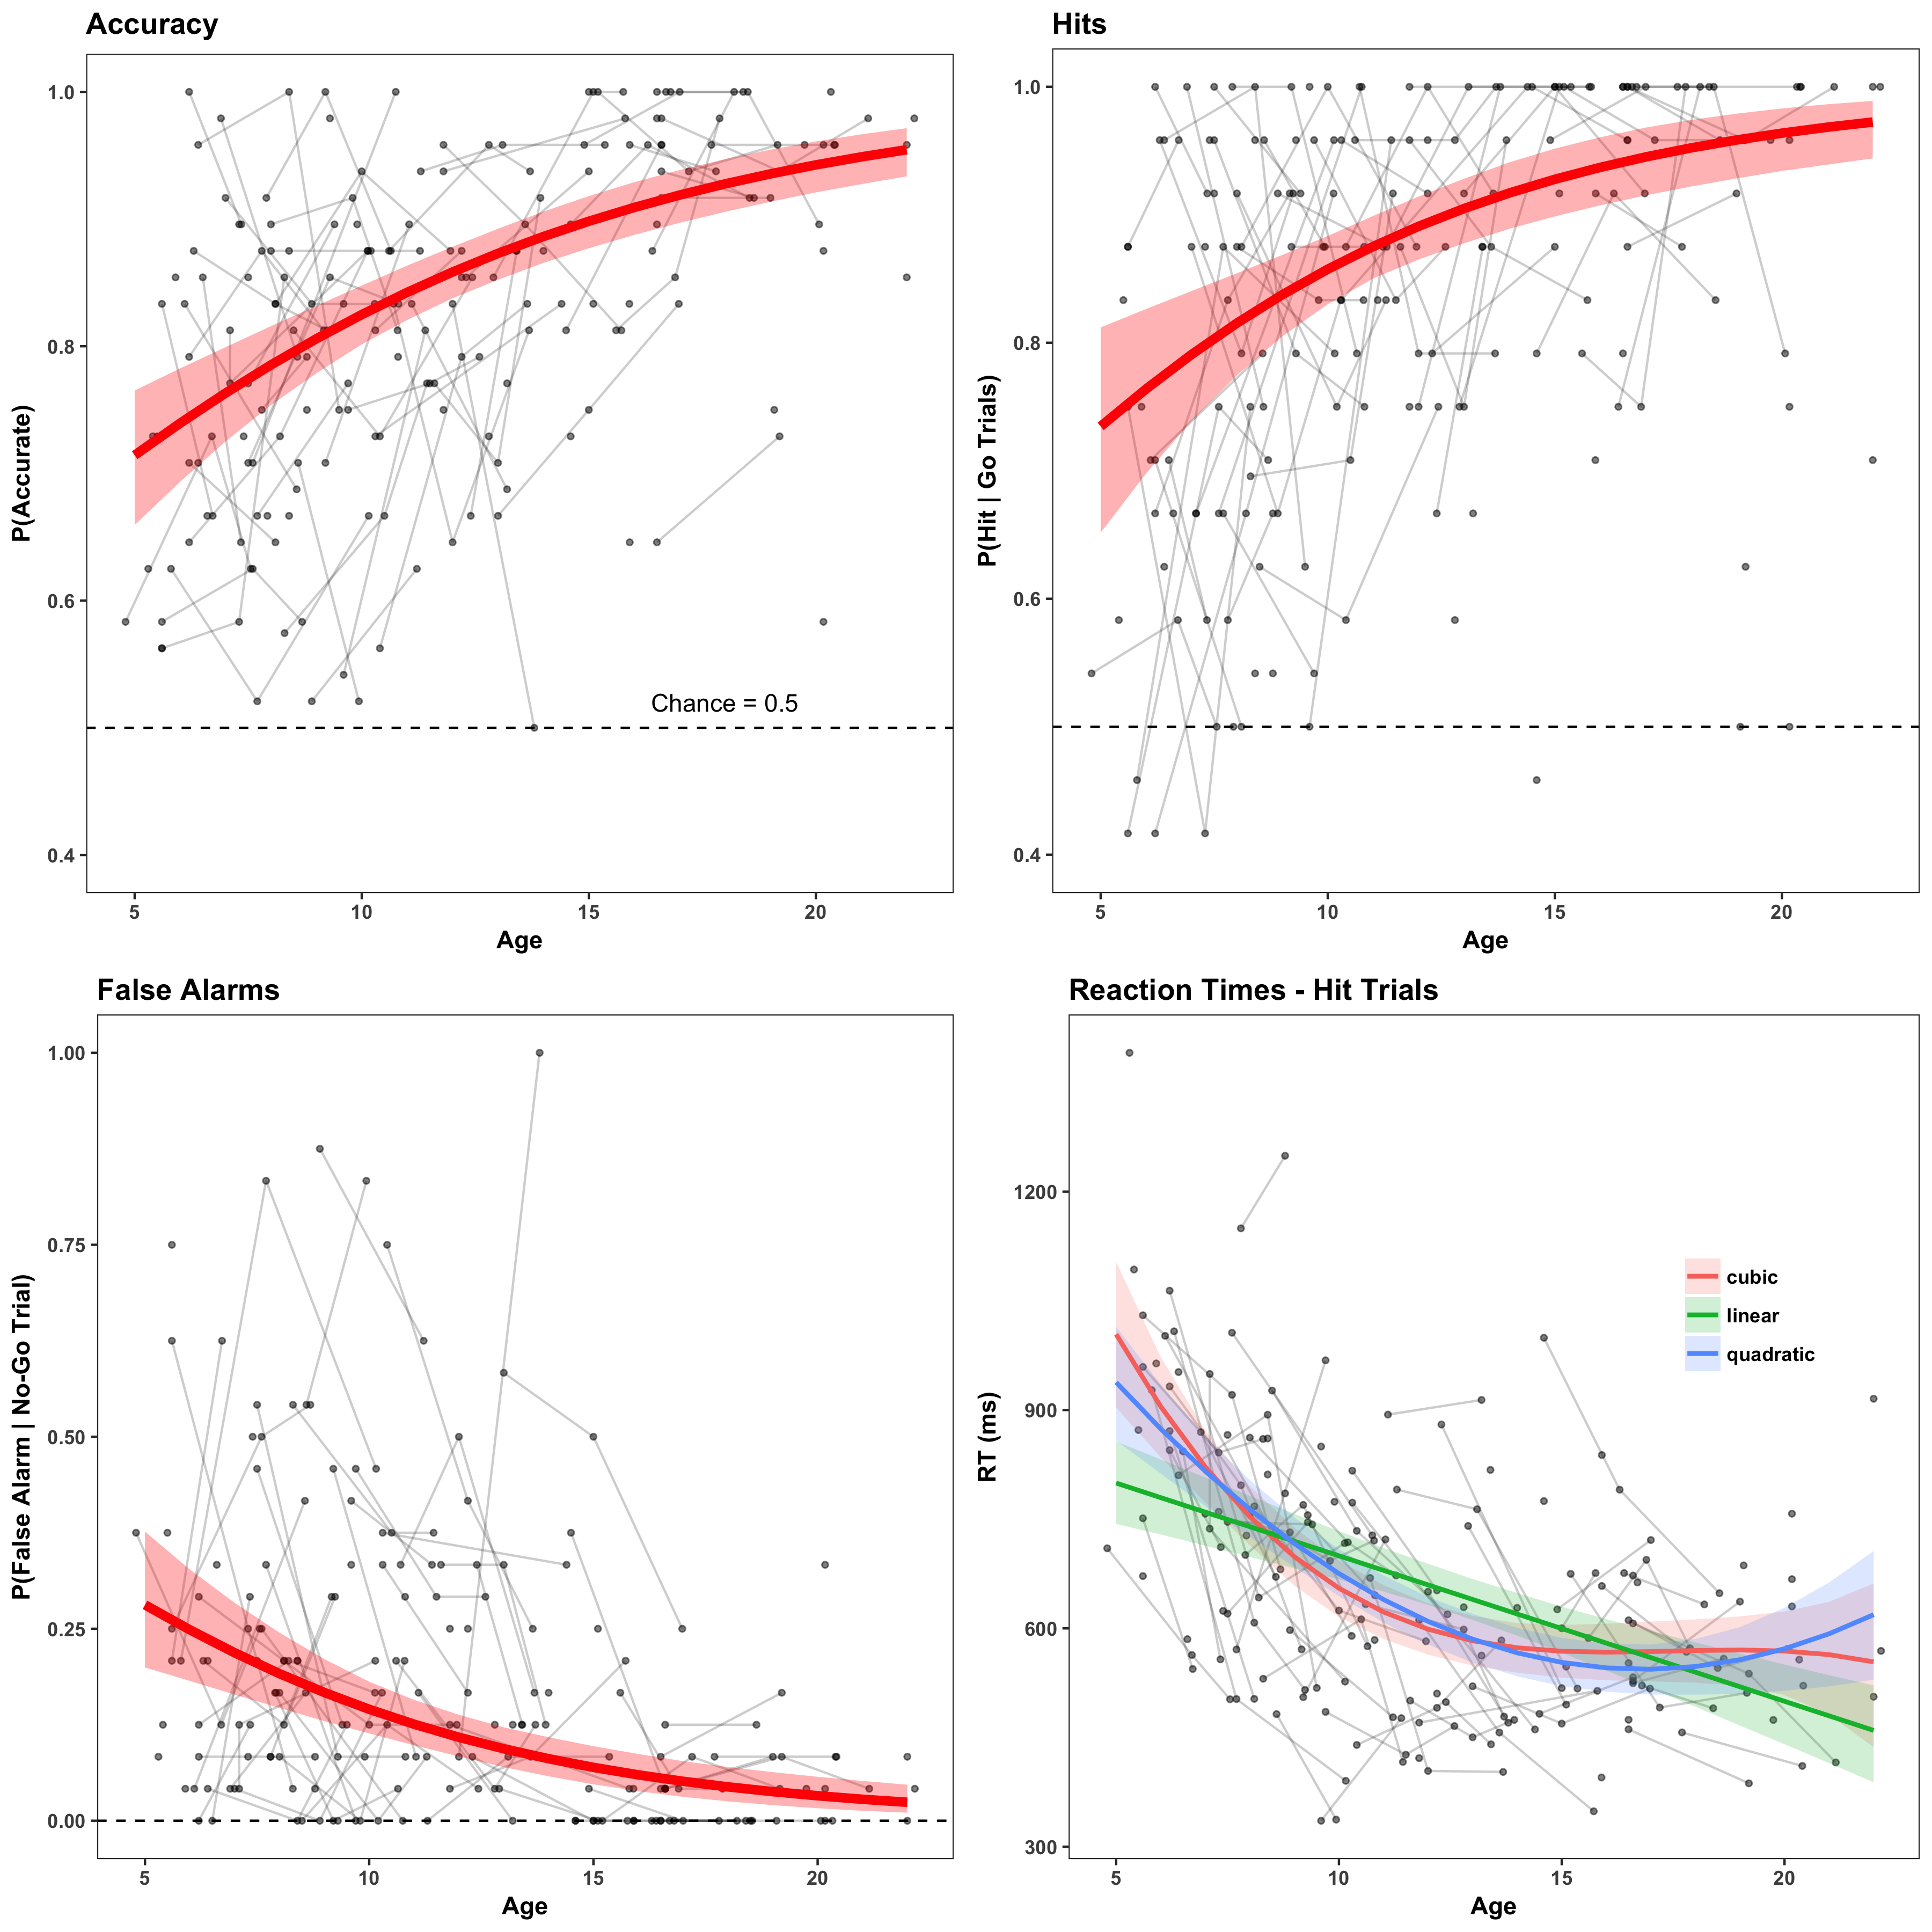 Accuracy
P(Accurate)
1.0
0.8
0.6
0.4
Chance = 0.5
5 10 15 20
Age
Hits
P(Hit | Go Trials)
1.0
0.8
0.6
0.4
5 10 15 20
Age
False Alarms
P(False Alarm | No-Go Trial)
1.00
0.75
0.50
0.25
0.00
5 10 15 20
Age
Reaction Times - Hit Trials
RT (ms)
1200
900
600
300
cubic
linear
quadratic
5 10 15 20
Age